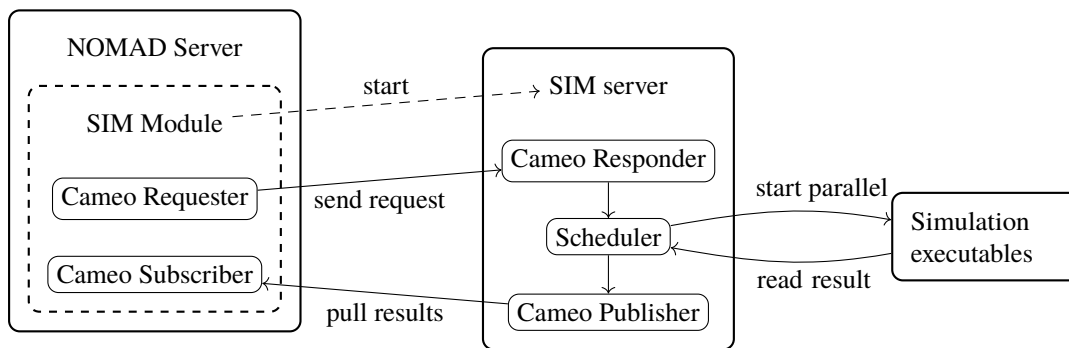 NOMAD Server
SIM Module
Cameo Requester
Cameo Subscriber
start
send request
pull results
SIM server
Cameo Responder
Scheduler
Cameo Publisher
start parallel
read result
Simulation
executables